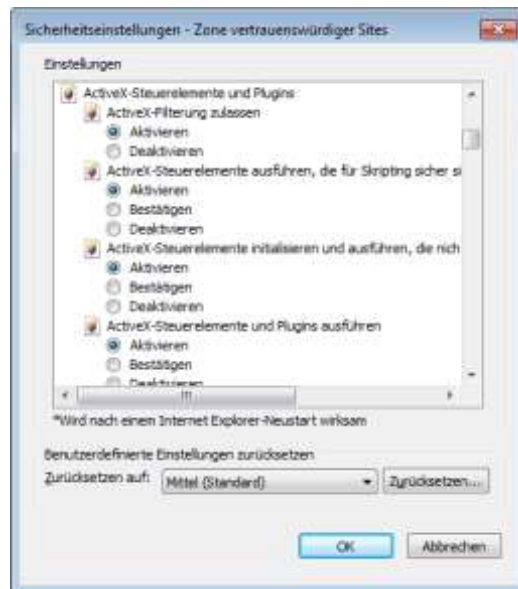 Sicherheitseinstellungen - Zone vertrauenswürdiger Sites
Einstellungen
ActiveX-Steuerelemente und Plugins
ActiveX-Filterung zulassen
Aktivieren
Deaktivieren
ActiveX-Steuerelemente ausführen, die für Skripting sicher si
Aktivieren
Bestätigen
Deaktivieren
ActiveX-Steuerelemente initialisieren und ausführen, die nich
Aktivieren
Bestätigen
Deaktivieren
ActiveX-Steuerelemente und Plugins ausführen
Aktivieren
Bestätigen
Deaktivieren
*Wird nach einem Internet Explorer-Neustart wirksam
Benutzerdefinierte Einstellungen zurücksetzen
Zurücksetzen auf: Mittel (Standard) Zurücksetzen...
OK Abbrechen